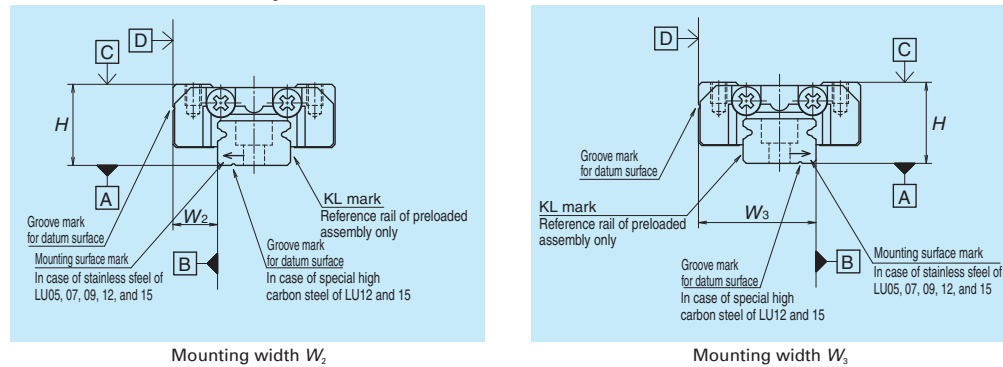 D
C
H
A
Groove mark
for datum surface
W2
Mounting surface mark
In case of stainless sfeel of
LU05, 07, 09, 12, and 15
B
KL mark
Reference rail of preloaded
assembly only
Groove mark
for datum surface
In case of special high
carbon steel of LU12 and 15
Mounting width W2
D
C
H
A
Groove mark
for datum surface
KL mark
Reference rail of preloaded
assembly only
W3
B
Groove mark
for datum surface
In case of special high
carbon steel of LU12 and 15
Mounting surface mark
In case of stainless sfeel of
LU05, 07, 09, 12, and 15
Mounting width W3